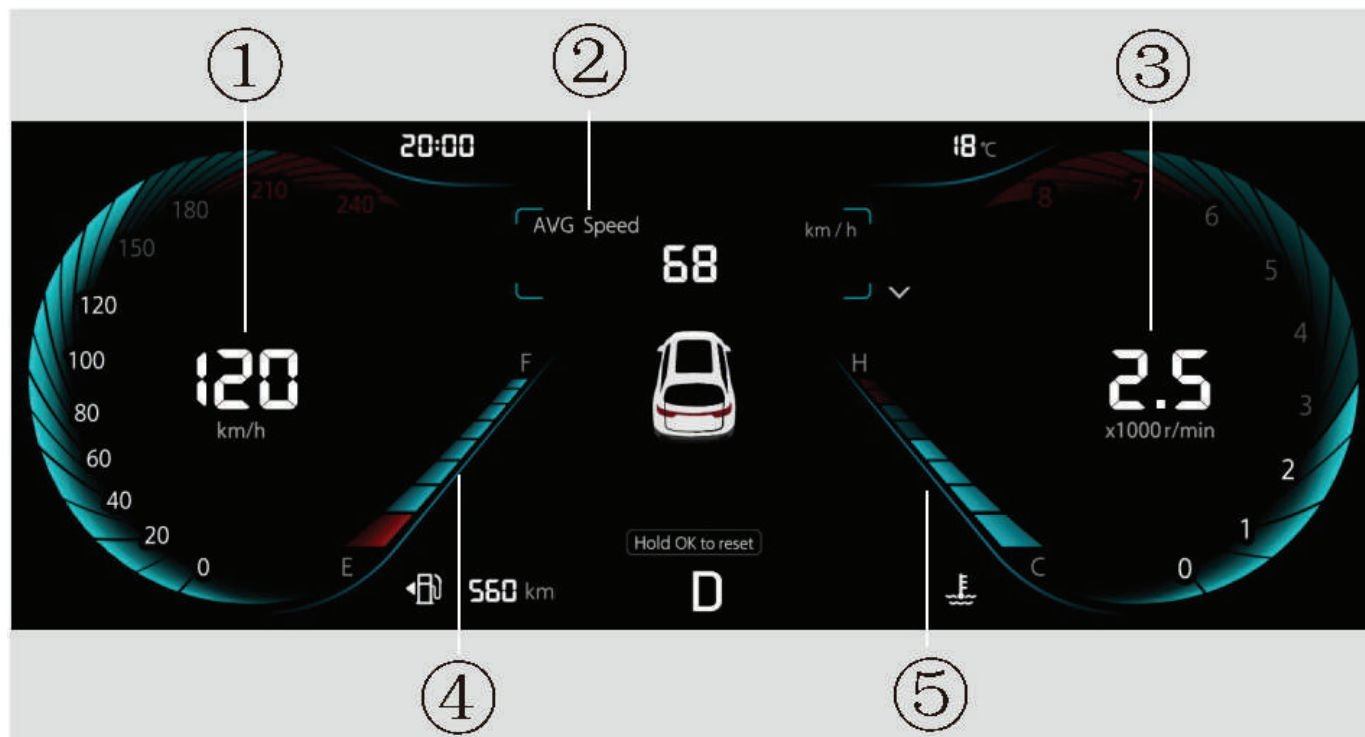 ① ② ③
20:00 18 ℃
AVG Speed km / h
68
0 20 40 60 80 100 120 150 180 210 240
120
km/h
8 7 6 5 4 3 2 1 0
2.5
x1000 r/min
F
E
H
C
560 km
Hold OK to reset
D
④ ⑤